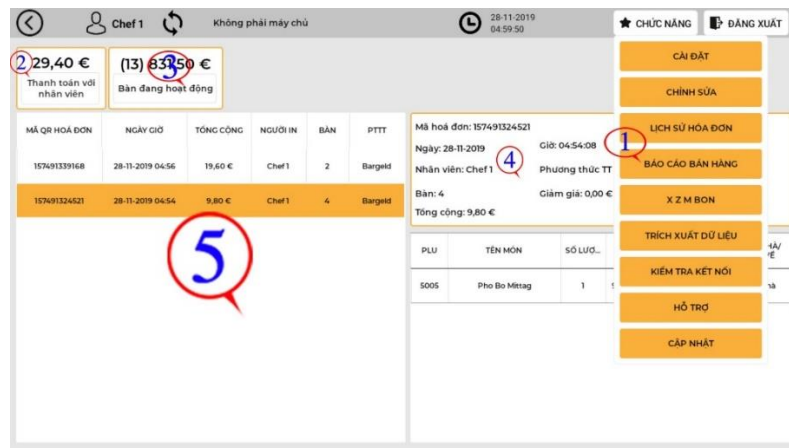 Chef 1
Không phải máy chủ
28-11-2019
04:59:50
CHỨC NĂNG
ĐĂNG XUẤT
2
29,40 €
Thanh toán với
nhân viên
(13) 831,50 €
3
Bàn đang hoạt động
CÀI ĐẶT
CHỈNH SỬA
LỊCH SỬ HÓA ĐƠN
1
BÁO CÁO BÁN HÀNG
X Z M BON
TRÍCH XUẤT DỮ LIỆU
KIỂM TRA KẾT NỐI
HỖ TRỢ
CẬP NHẬT
MÃ QR HOÁ ĐƠN NGÀY GIỜ TỔNG CỘNG NGƯỜI IN BÀN PTTT
157491339168 28-11-2019 04:56 19,60 € Chef 1 2 Bargeld
157491324521 28-11-2019 04:54 9,80 € Chef 1 4 Bargeld
5
Mã hoá đơn: 157491324521
Ngày: 28-11-2019 Giờ: 04:54:08
Nhân viên: Chef 1 4 Phương thức TT
Bàn: 4 Giảm giá: 0,00 €
Tổng cộng: 9,80 €
PLU TÊN MÓN SỐ LƯỢ...
5005 Pho Bo Mittag 1